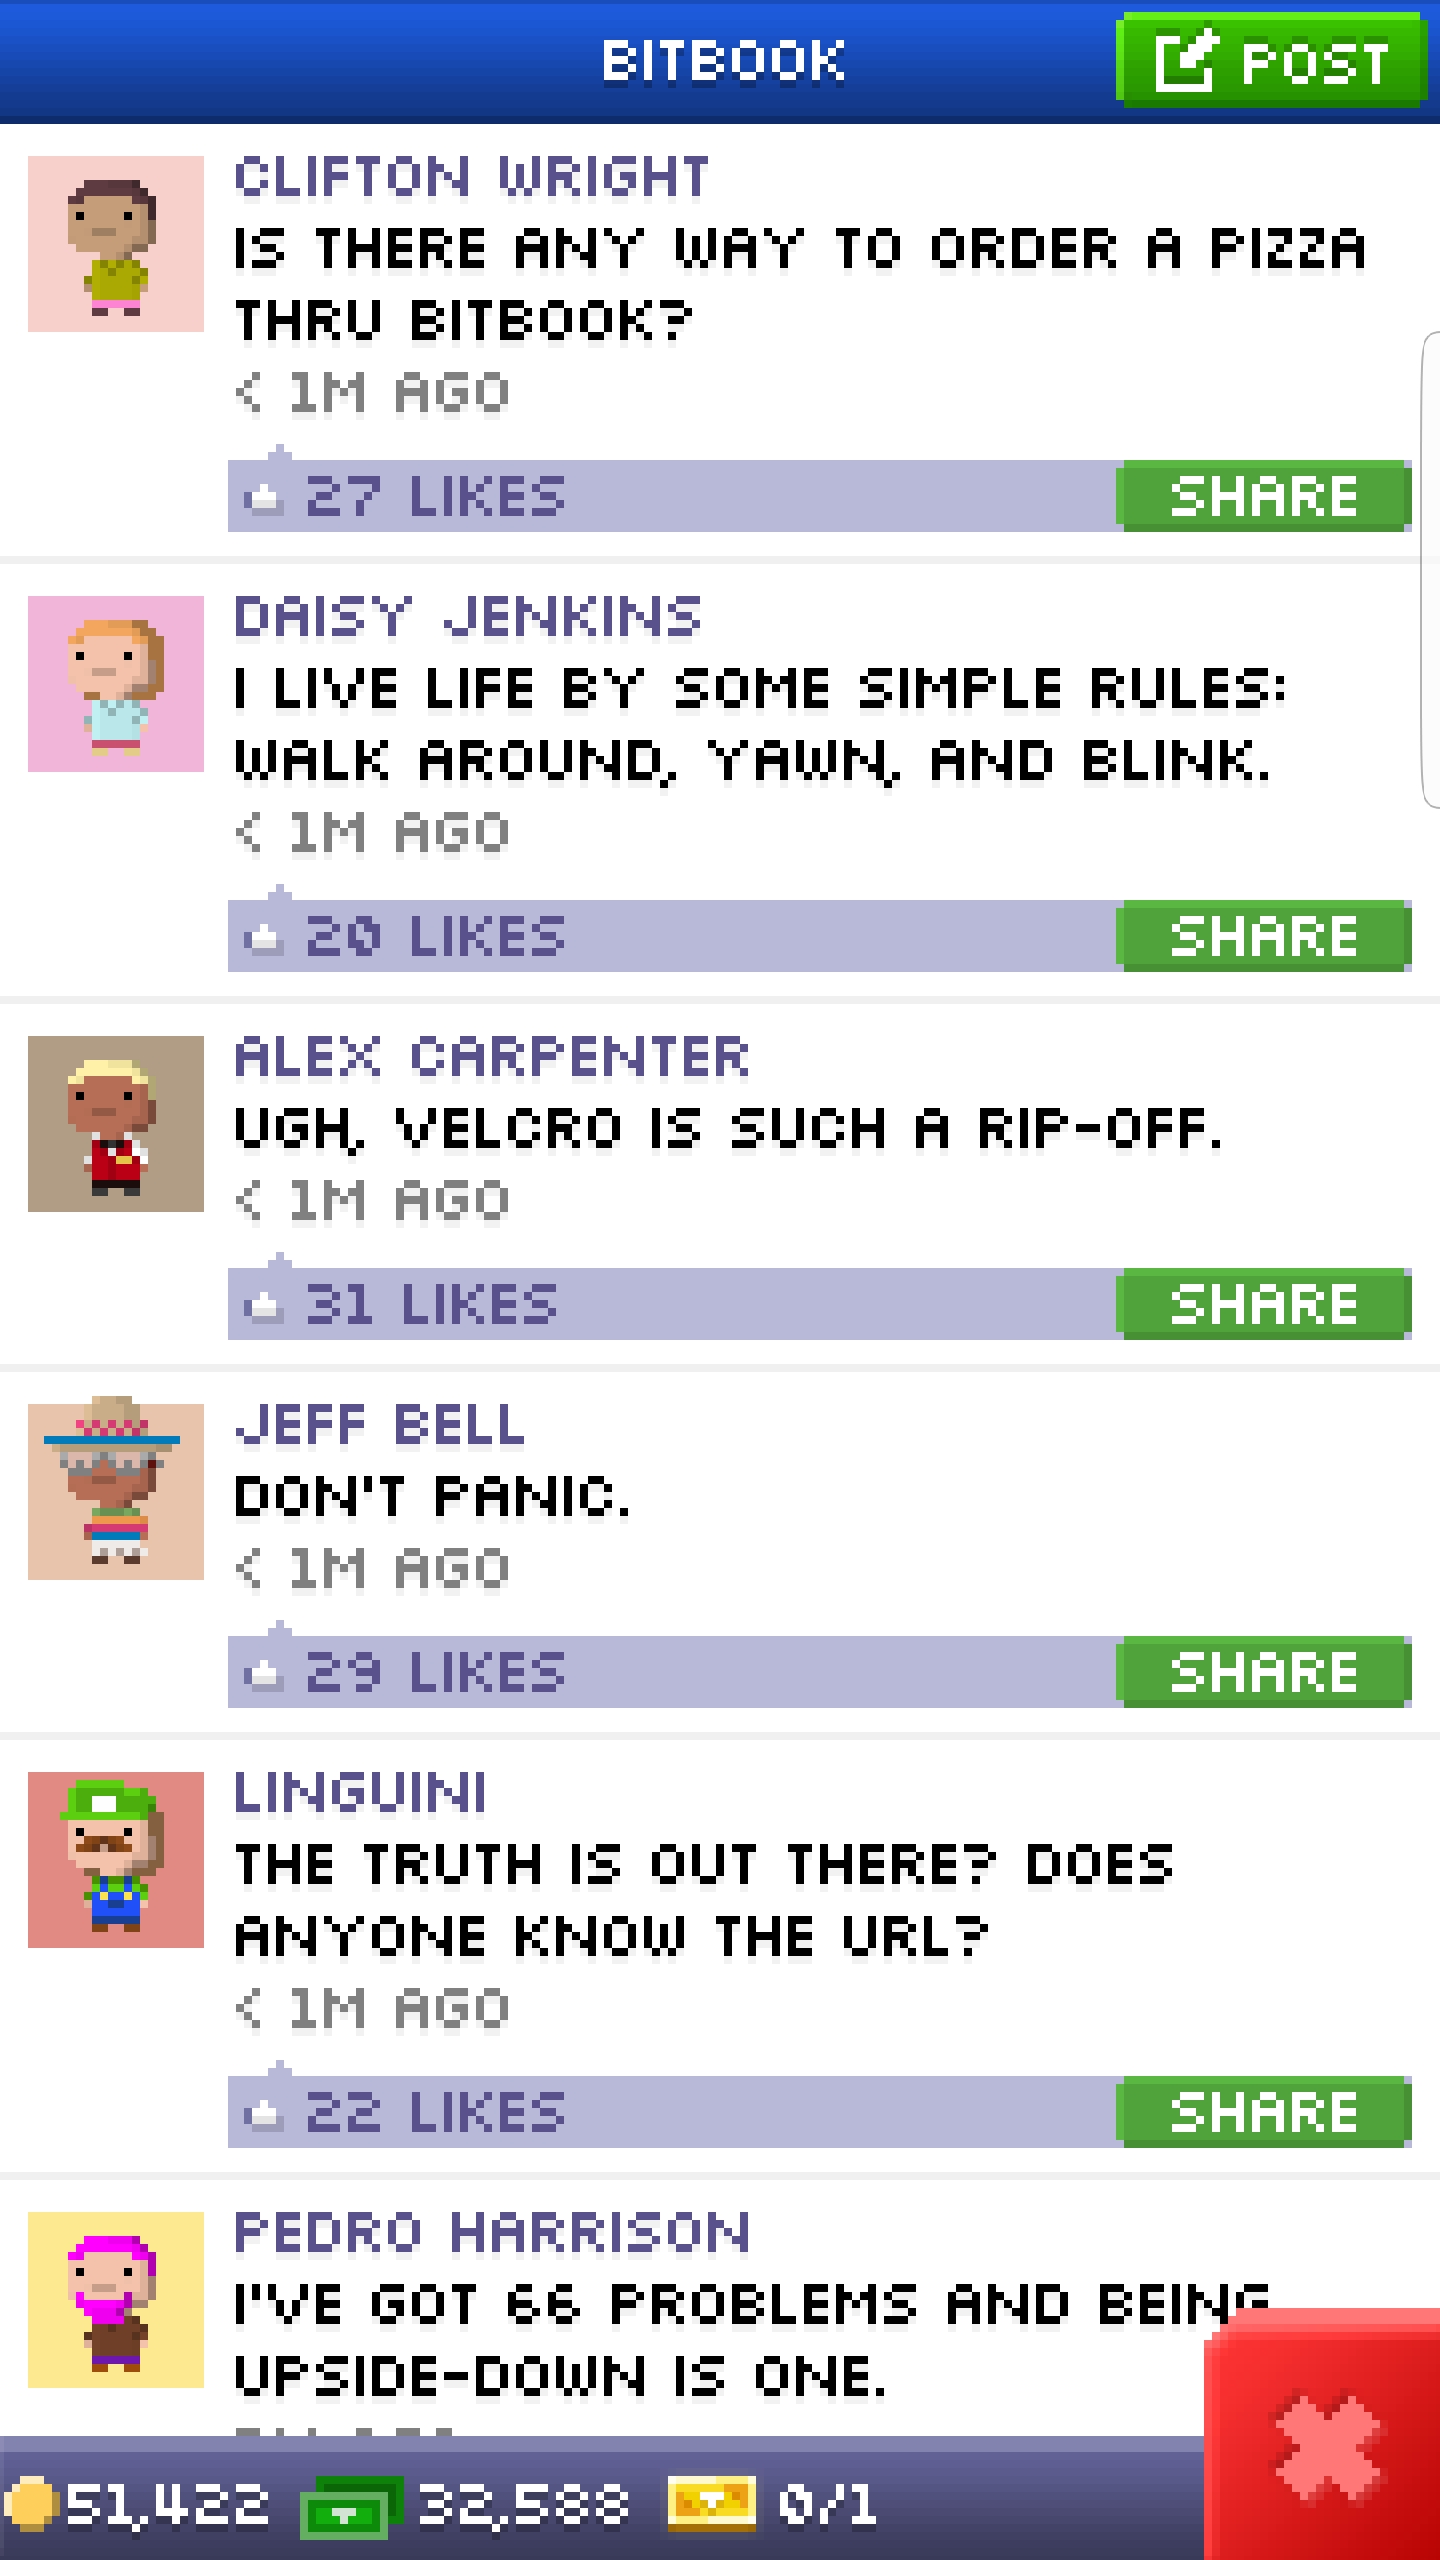 BITBOOK
POST
CLIFTON WRIGHT
IS THERE ANY WAY TO ORDER A PIZZA
THRU BITBOOK?
< 1M AGO
27 LIKES
SHARE
DAISY JENKINS
I LIVE LIFE BY SOME SIMPLE RULES:
WALK AROUND, YAWN, AND BLINK.
< 1M AGO
20 LIKES
SHARE
ALEX CARPENTER
UGH, VELCRO IS SUCH A RIP-OFF.
< 1M AGO
31 LIKES
SHARE
JEFF BELL
DON'T PANIC.
< 1M AGO
29 LIKES
SHARE
LINGUINI
THE TRUTH IS OUT THERE? DOES
ANYONE KNOW THE URL?
< 1M AGO
22 LIKES
SHARE
PEDRO HARRISON
I'VE GOT 66 PROBLEMS AND BEING
UPSIDE-DOWN IS ONE.
51,422
32,588
0/1